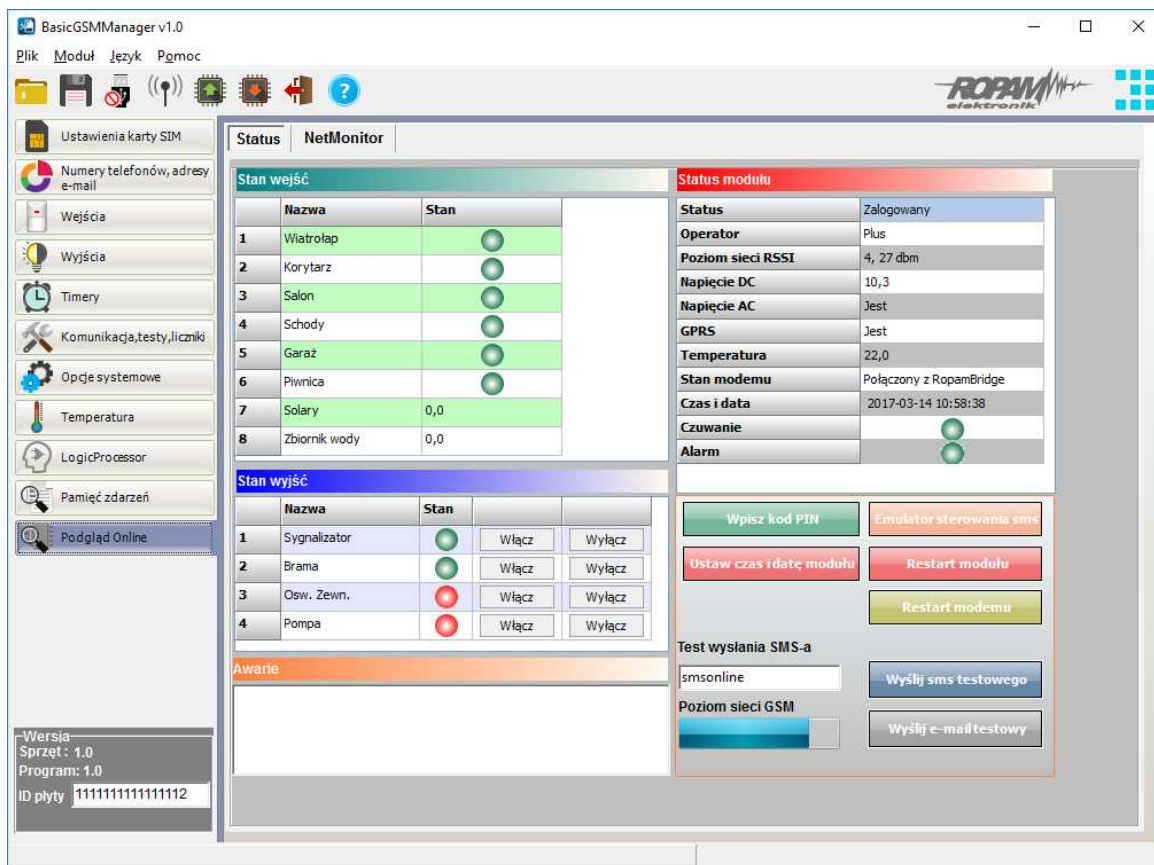 BasicGSMManager v1.0
Plik Moduł Język Pomoc
ROPAM
elektronik
Ustawienia karty SIM
Numery telefonów, adresy
e-mail
Wejścia
Wyjścia
Timery
Komunikacja,testy,liczniki
Opcje systemowe
Temperatura
LogicProcessor
Pamięć zdarzeń
Podgląd Online
Wersja
Sprzęt : 1.0
Program: 1.0
ID płyty 1111111111111112
Status NetMonitor
Stan wejść
Nazwa Stan
1 Wiatrołap
2 Korytarz
3 Salon
4 Schody
5 Garaż
6 Piwnica
7 Solary 0,0
8 Zbiornik wody 0,0
Stan wyjść
Nazwa Stan
1 Sygnalizator Włącz Wyłącz
2 Brama Włącz Wyłącz
3 Osw. Zewn. Włącz Wyłącz
4 Pompa Włącz Wyłącz
Awarie
Status modułu
Status Zalogowany
Operator Plus
Poziom sieci RSSI 4, 27 dbm
Napięcie DC 10,3
Napięcie AC Jest
GPRS Jest
Temperatura 22,0
Stan modemu Połączony z RopamBridge
Czas i data 2017-03-14 10:58:38
Czuwanie
Alarm
Wpisz kod PIN Emulator sterowania sms
Ustaw czas i datę modułu Restart modułu
Restart modemu
Test wysłania SMS-a
smsonline Wyślij sms testowego
Poziom sieci GSM
Wyślij e-mail testowy